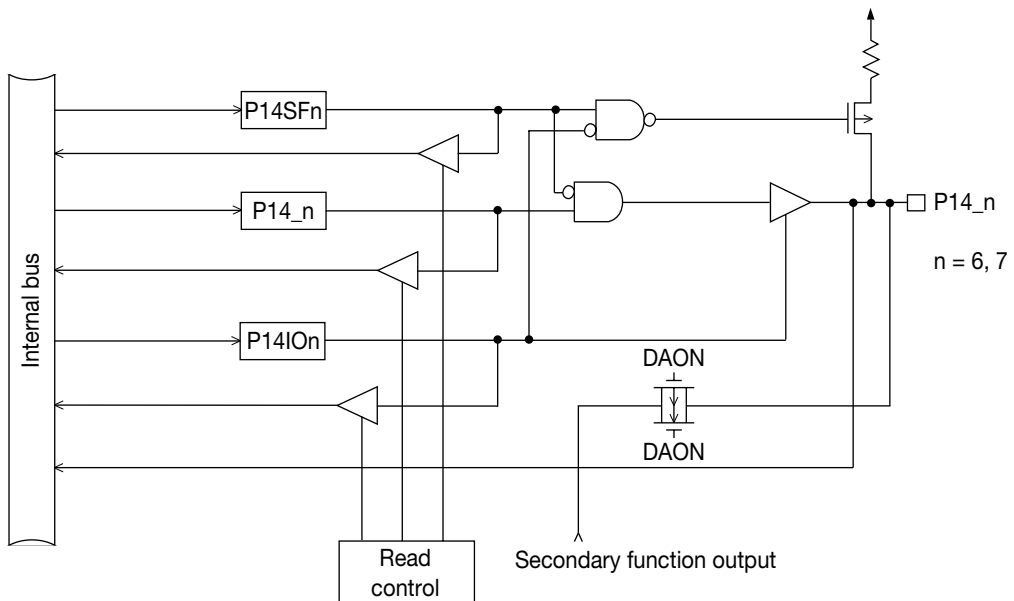 P14SFn
P14_n
P14_n
n = 6, 7
Internal bus
P14IOn
DAON
DAON
Read
control
Secondary function output